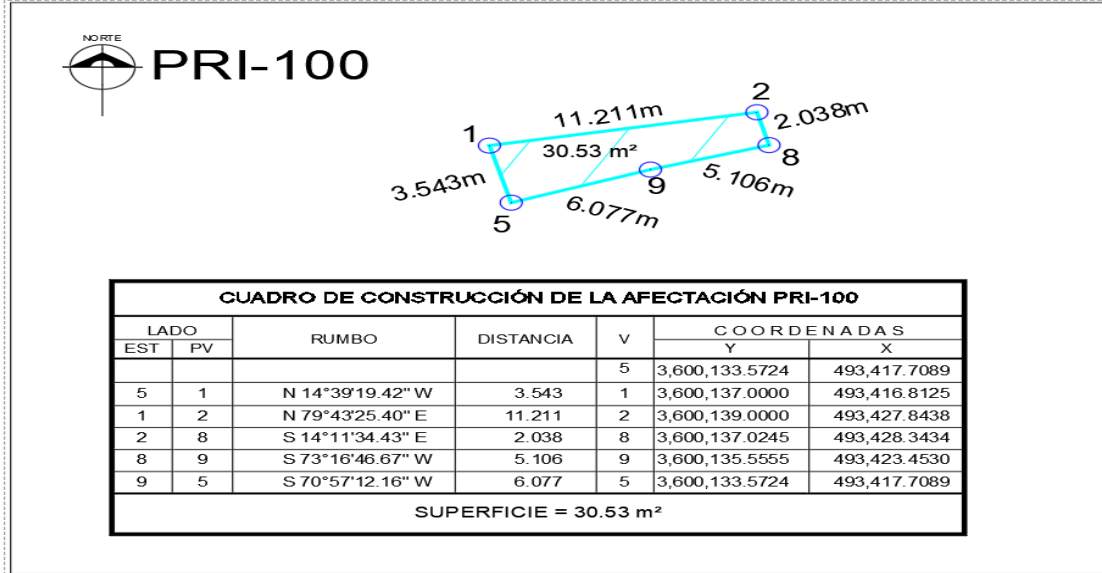 NORTE
PRI-100
2
11.211m
2.038m
1
30.53 m²
8
3.543m
9
5.106m
5
6.077m
CUADRO DE CONSTRUCCIÓN DE LA AFECTACIÓN PRI-100
LADO RUMBO DISTANCIA V COORDENADAS
EST PV Y X
5 3,600,133.5724 493,417.7089
5 1 N 14°39'19.42" W 3.543 1 3,600,137.0000 493,416.8125
1 2 N 79°43'25.40" E 11.211 2 3,600,139.0000 493,427.8438
2 8 S 14°11'34.43" E 2.038 8 3,600,137.0245 493,428.3434
8 9 S 73°16'46.67" W 5.106 9 3,600,135.5555 493,423.4530
9 5 S 70°57'12.16" W 6.077 5 3,600,133.5724 493,417.7089
SUPERFICIE = 30.53 m²